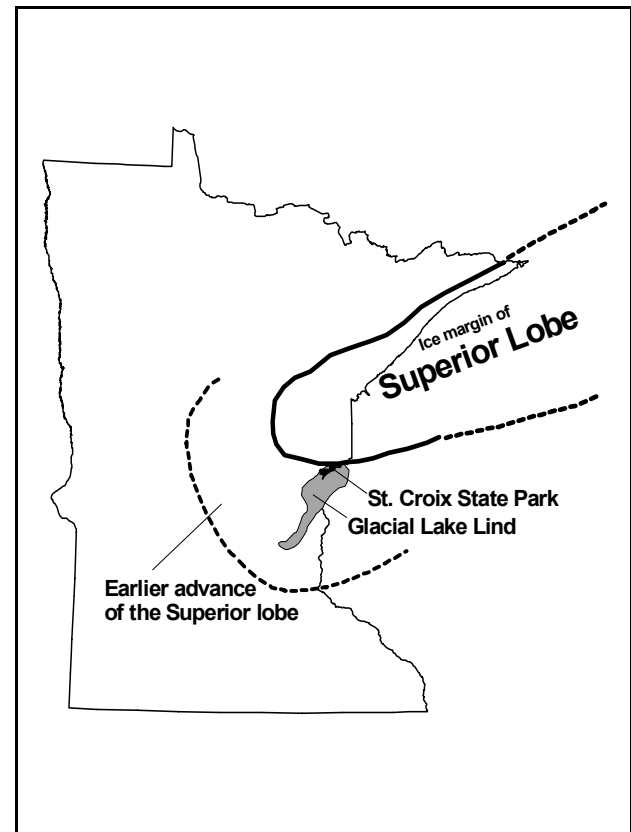 Ice margin of
Superior Lobe
St. Croix State Park
Glacial Lake Lind
Earlier advance
of the Superior lobe